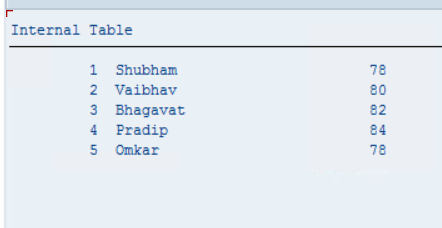 Internal Table
1 Shubham 78
2 Vaibhav 80
3 Bhagavat 82
4 Pradip 84
5 Omkar 78